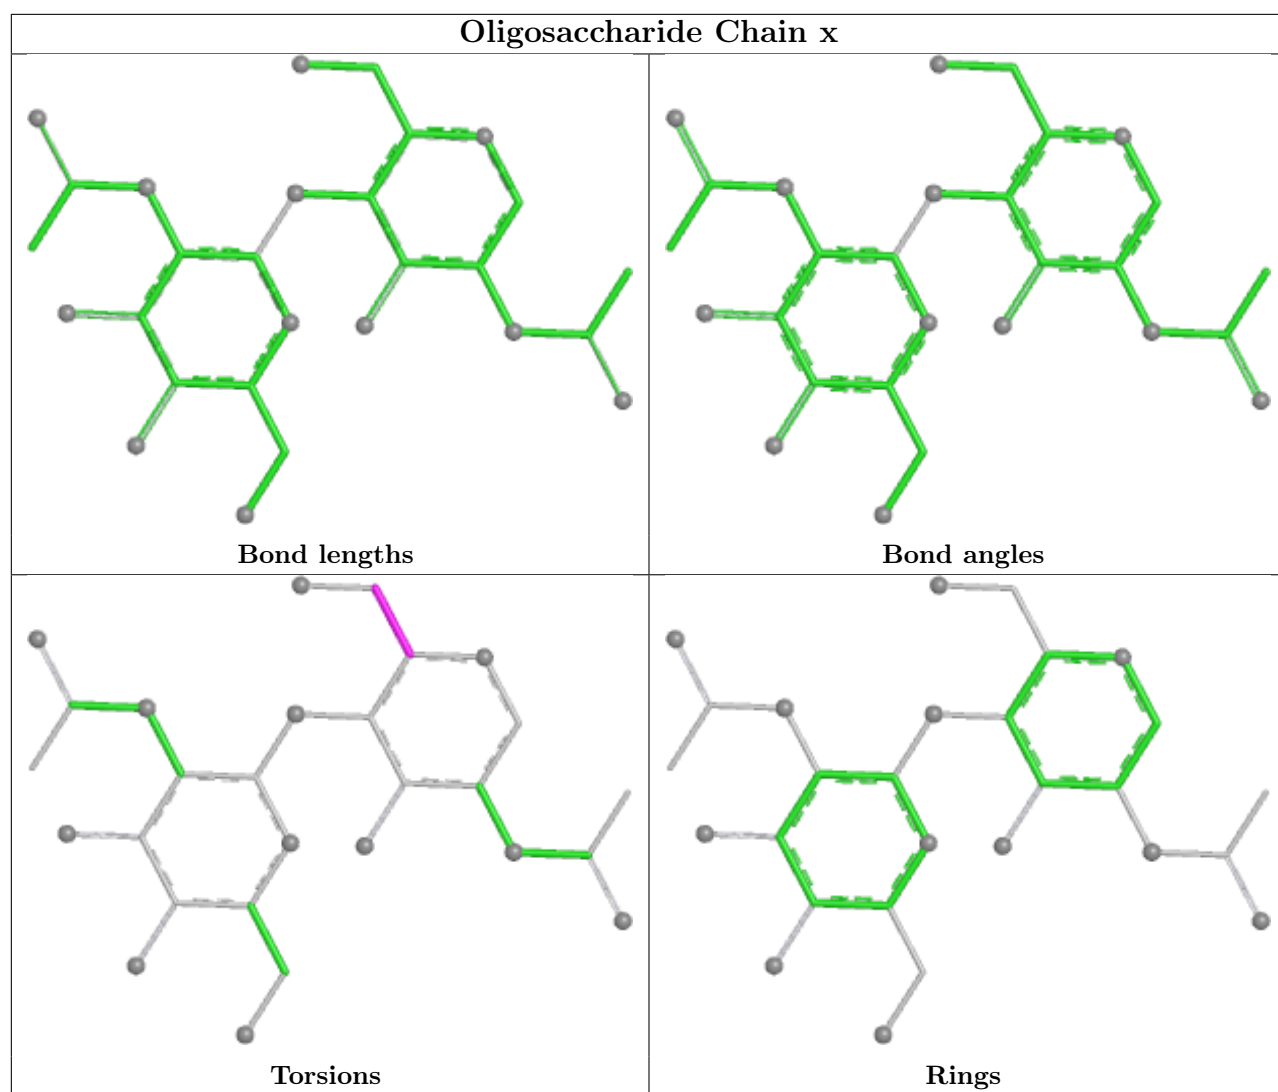 Oligosaccharide Chain x
Bond lengths
Bond angles
Torsions
Rings